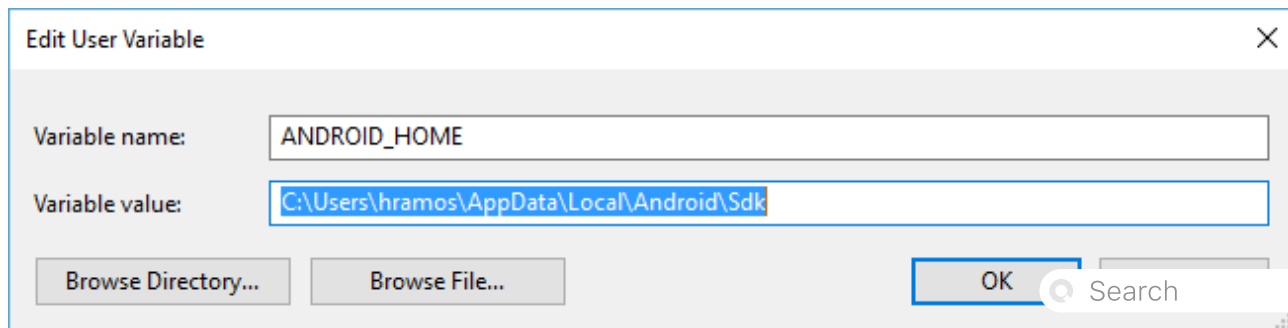 Edit User Variable
Variable name: ANDROID_HOME
Variable value: C:\Users\hramos\AppData\Local\Android\Sdk
Browse Directory... Browse File... OK Search